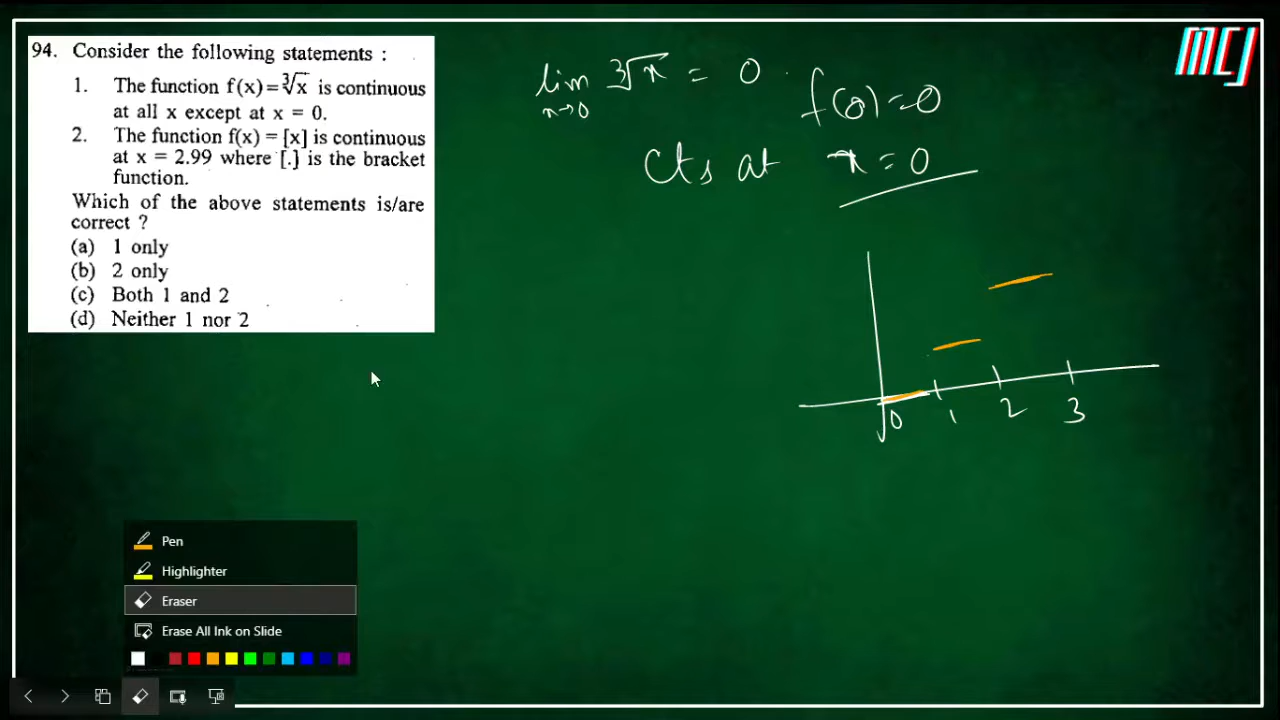 94. Consider the following statements :
1. The function f(x) = ∛x is continuous
at all x except at x = 0.
2. The function f(x) = [x] is continuous
at x = 2.99 where [.] is the bracket
function.
Which of the above statements is/are
correct ?
(a) 1 only
(b) 2 only
(c) Both 1 and 2
(d) Neither 1 nor 2
lim ∛x = 0
x→0
f(0) = 0
Cts at x = 0
MCJ
0 1 2 3
Pen
Highlighter
Eraser
Erase All Ink on Slide